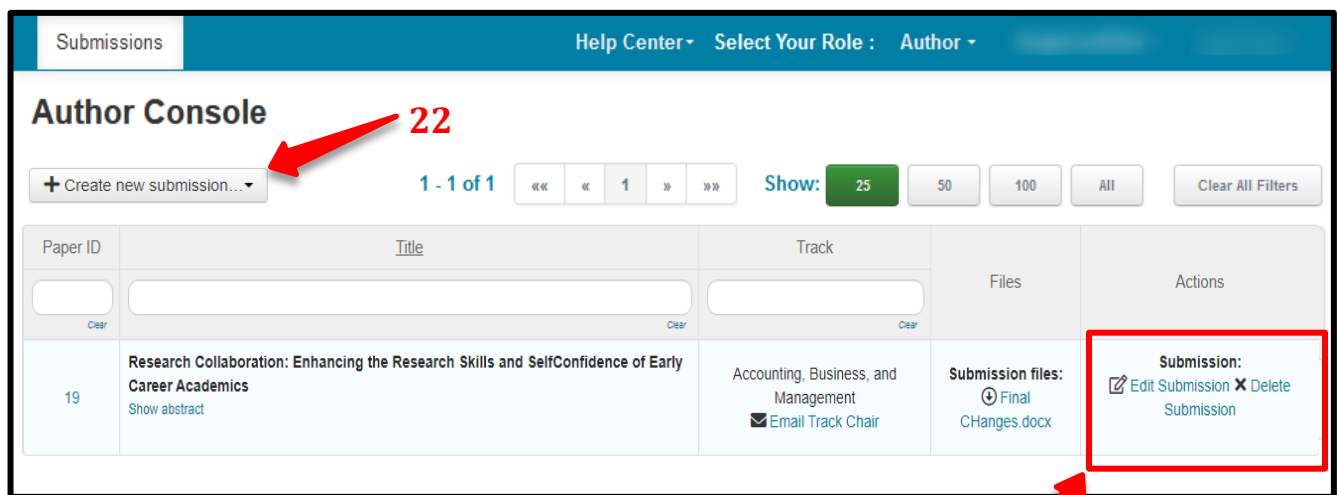 Submissions
Help Center Select Your Role : Author
Author Console
22
+ Create new submission...
1 - 1 of 1 «« « 1 » »» Show: 25 50 100 All Clear All Filters
Paper ID Title Track Files Actions
Clear Clear Clear
Research Collaboration: Enhancing the Research Skills and SelfConfidence of Early
Career Academics
Show abstract
19
Accounting, Business, and
Management
Email Track Chair
Submission files:
Final
CHanges.docx
Submission:
Edit Submission X Delete
Submission